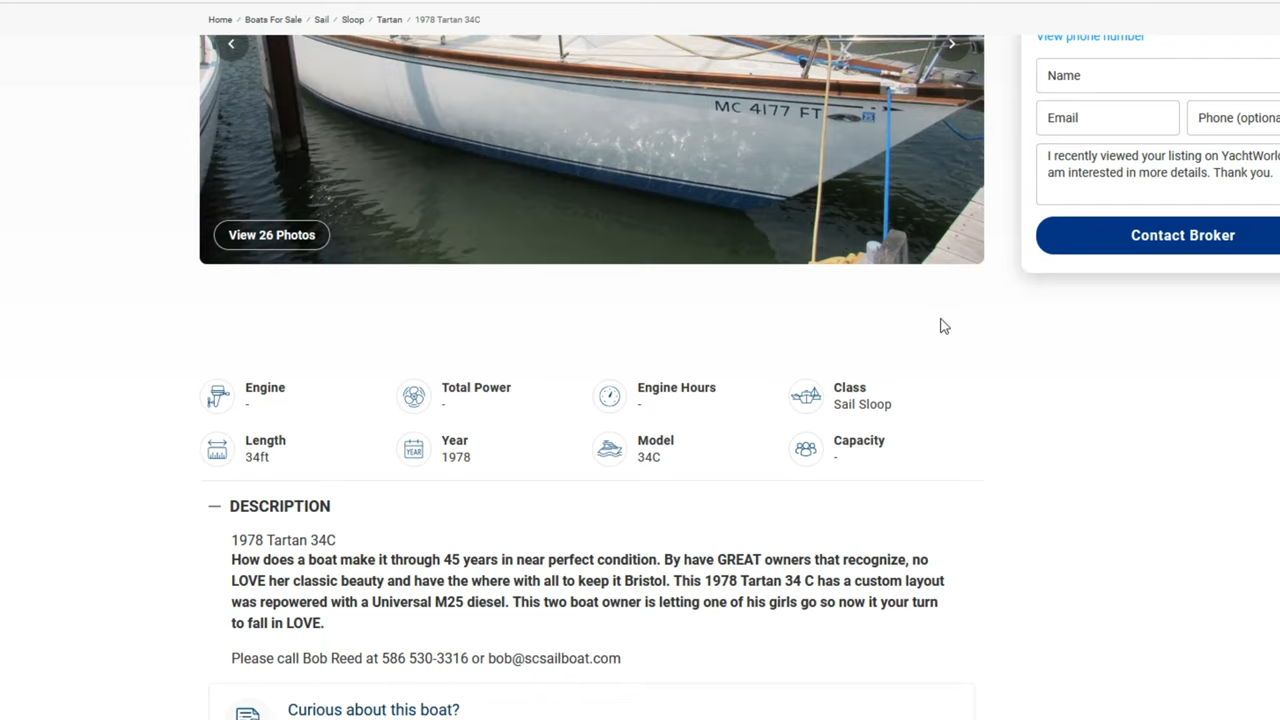 Home / Boats For Sale / Sail / Sloop / Tartan / 1978 Tartan 34C
View phone number
Name
MC 4177 FT
Email
Phone (optiona
I recently viewed your listing on YachtWorl
am interested in more details. Thank you.
View 26 Photos
Contact Broker
Engine
-
Total Power
-
Engine Hours
-
Class
Sail Sloop
Length
34ft
YEAR
Year
1978
Model
34C
Capacity
-
— DESCRIPTION
1978 Tartan 34C
How does a boat make it through 45 years in near perfect condition. By have GREAT owners that recognize, no
LOVE her classic beauty and have the where with all to keep it Bristol. This 1978 Tartan 34 C has a custom layout
was repowered with a Universal M25 diesel. This two boat owner is letting one of his girls go so now it your turn
to fall in LOVE.
Please call Bob Reed at 586 530-3316 or bob@scsailboat.com
Curious about this boat?